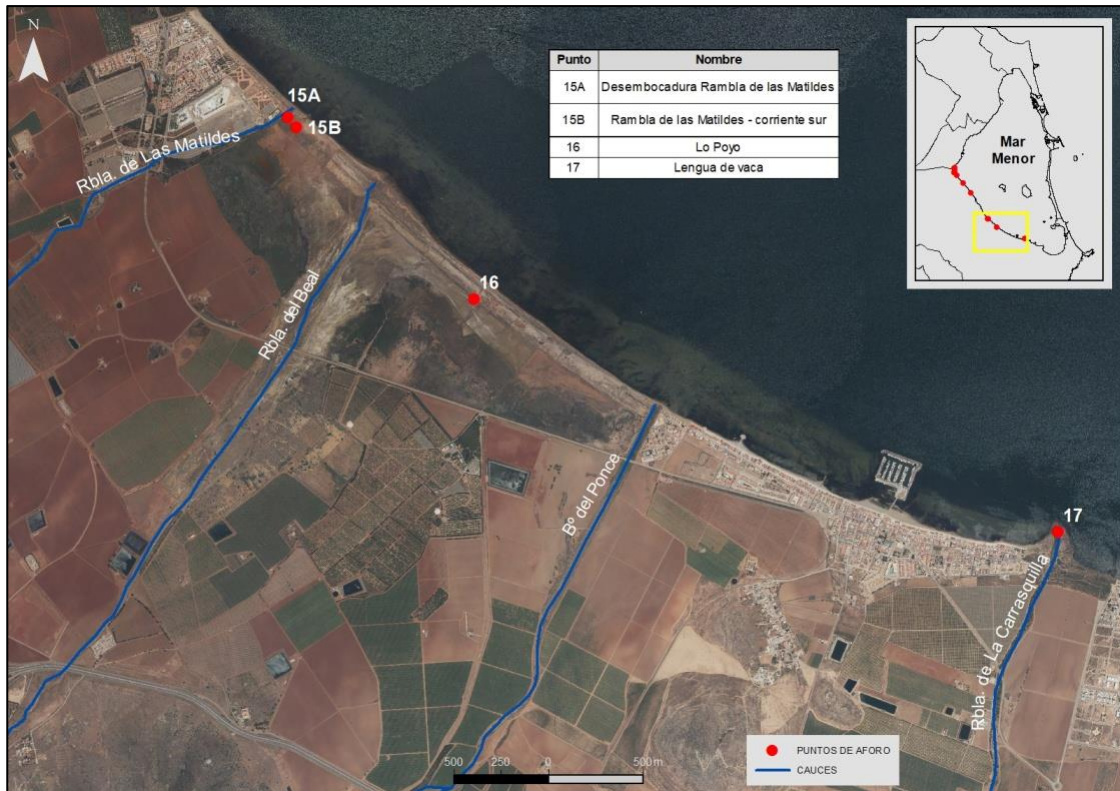 N
Punto Nombre
15A Desembocadura Rambla de las Matildes
15B Rambla de las Matildes - corriente sur
16 Lo Poyo
17 Lengua de vaca
Mar
Menor
15A
15B
Rbla. de Las Matildes
16
Rbla. del Beal
Bº del Ponce
17
Rbla. de La Carrasquilla
500 250 0 500 m
PUNTOS DE AFORO
CAUCES